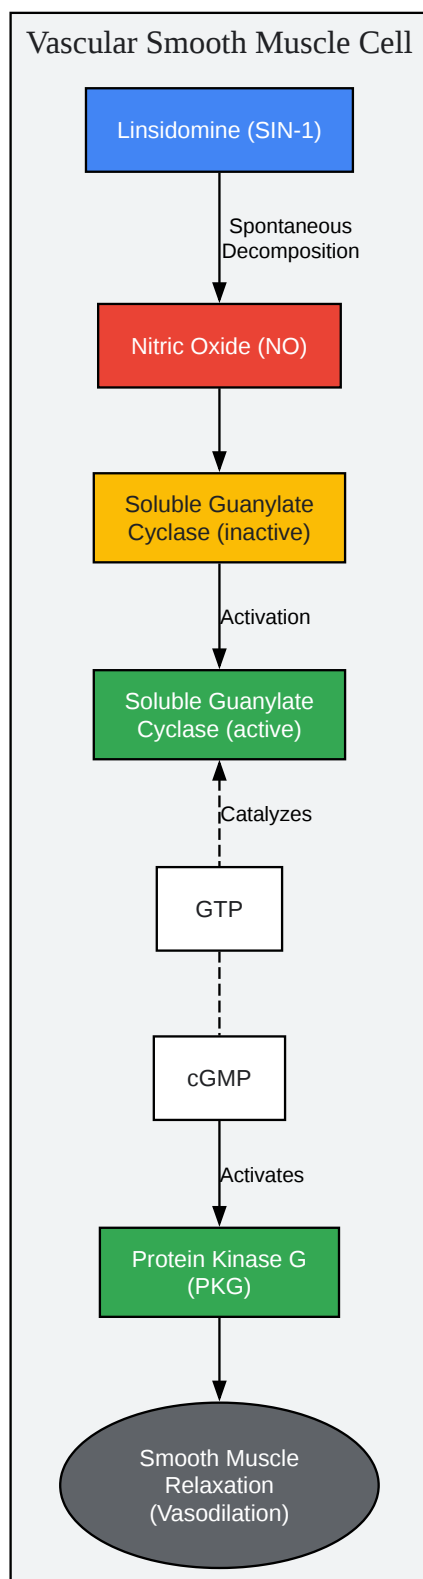 Vascular Smooth Muscle Cell
Linsidomine (SIN-1)
Spontaneous
Decomposition
Nitric Oxide (NO)
Soluble Guanylate
Cyclase (inactive)
Activation
Soluble Guanylate
Cyclase (active)
Catalyzes
GTP
cGMP
Activates
Protein Kinase G
(PKG)
Smooth Muscle
Relaxation
(Vasodilation)